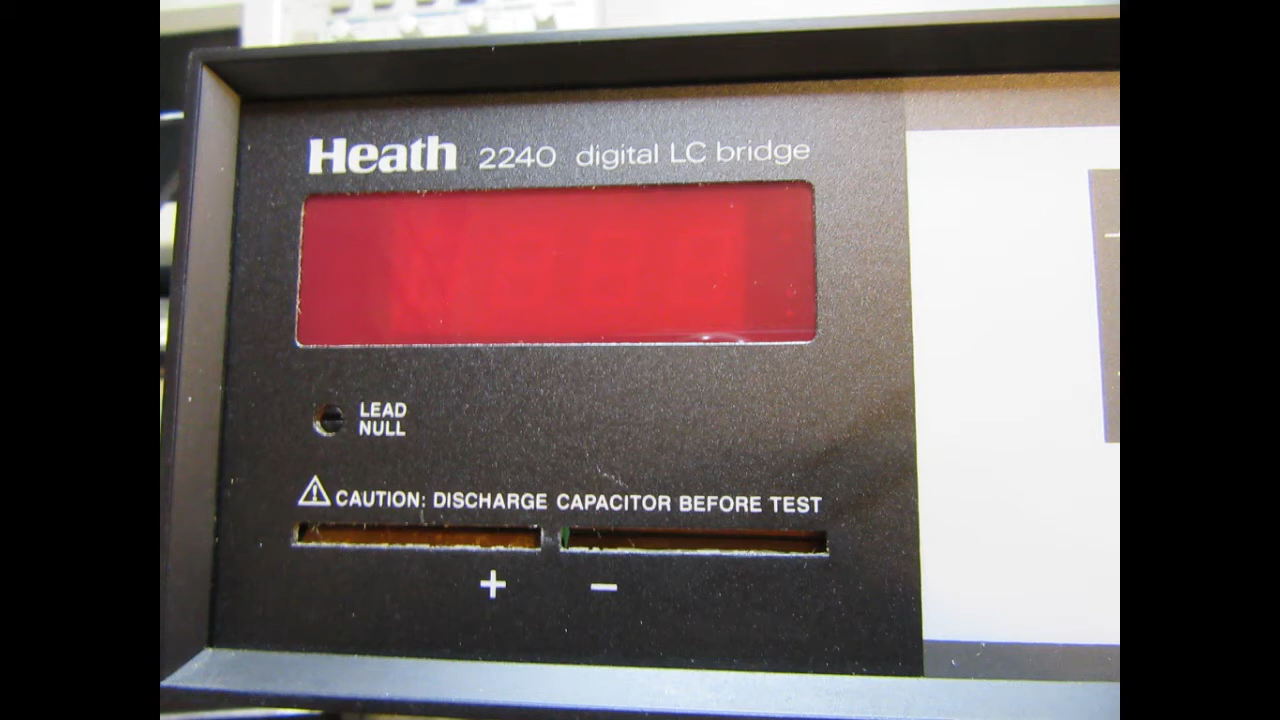 Heath 2240 digital LC bridge
LEAD
NULL
CAUTION: DISCHARGE CAPACITOR BEFORE TEST
+ −